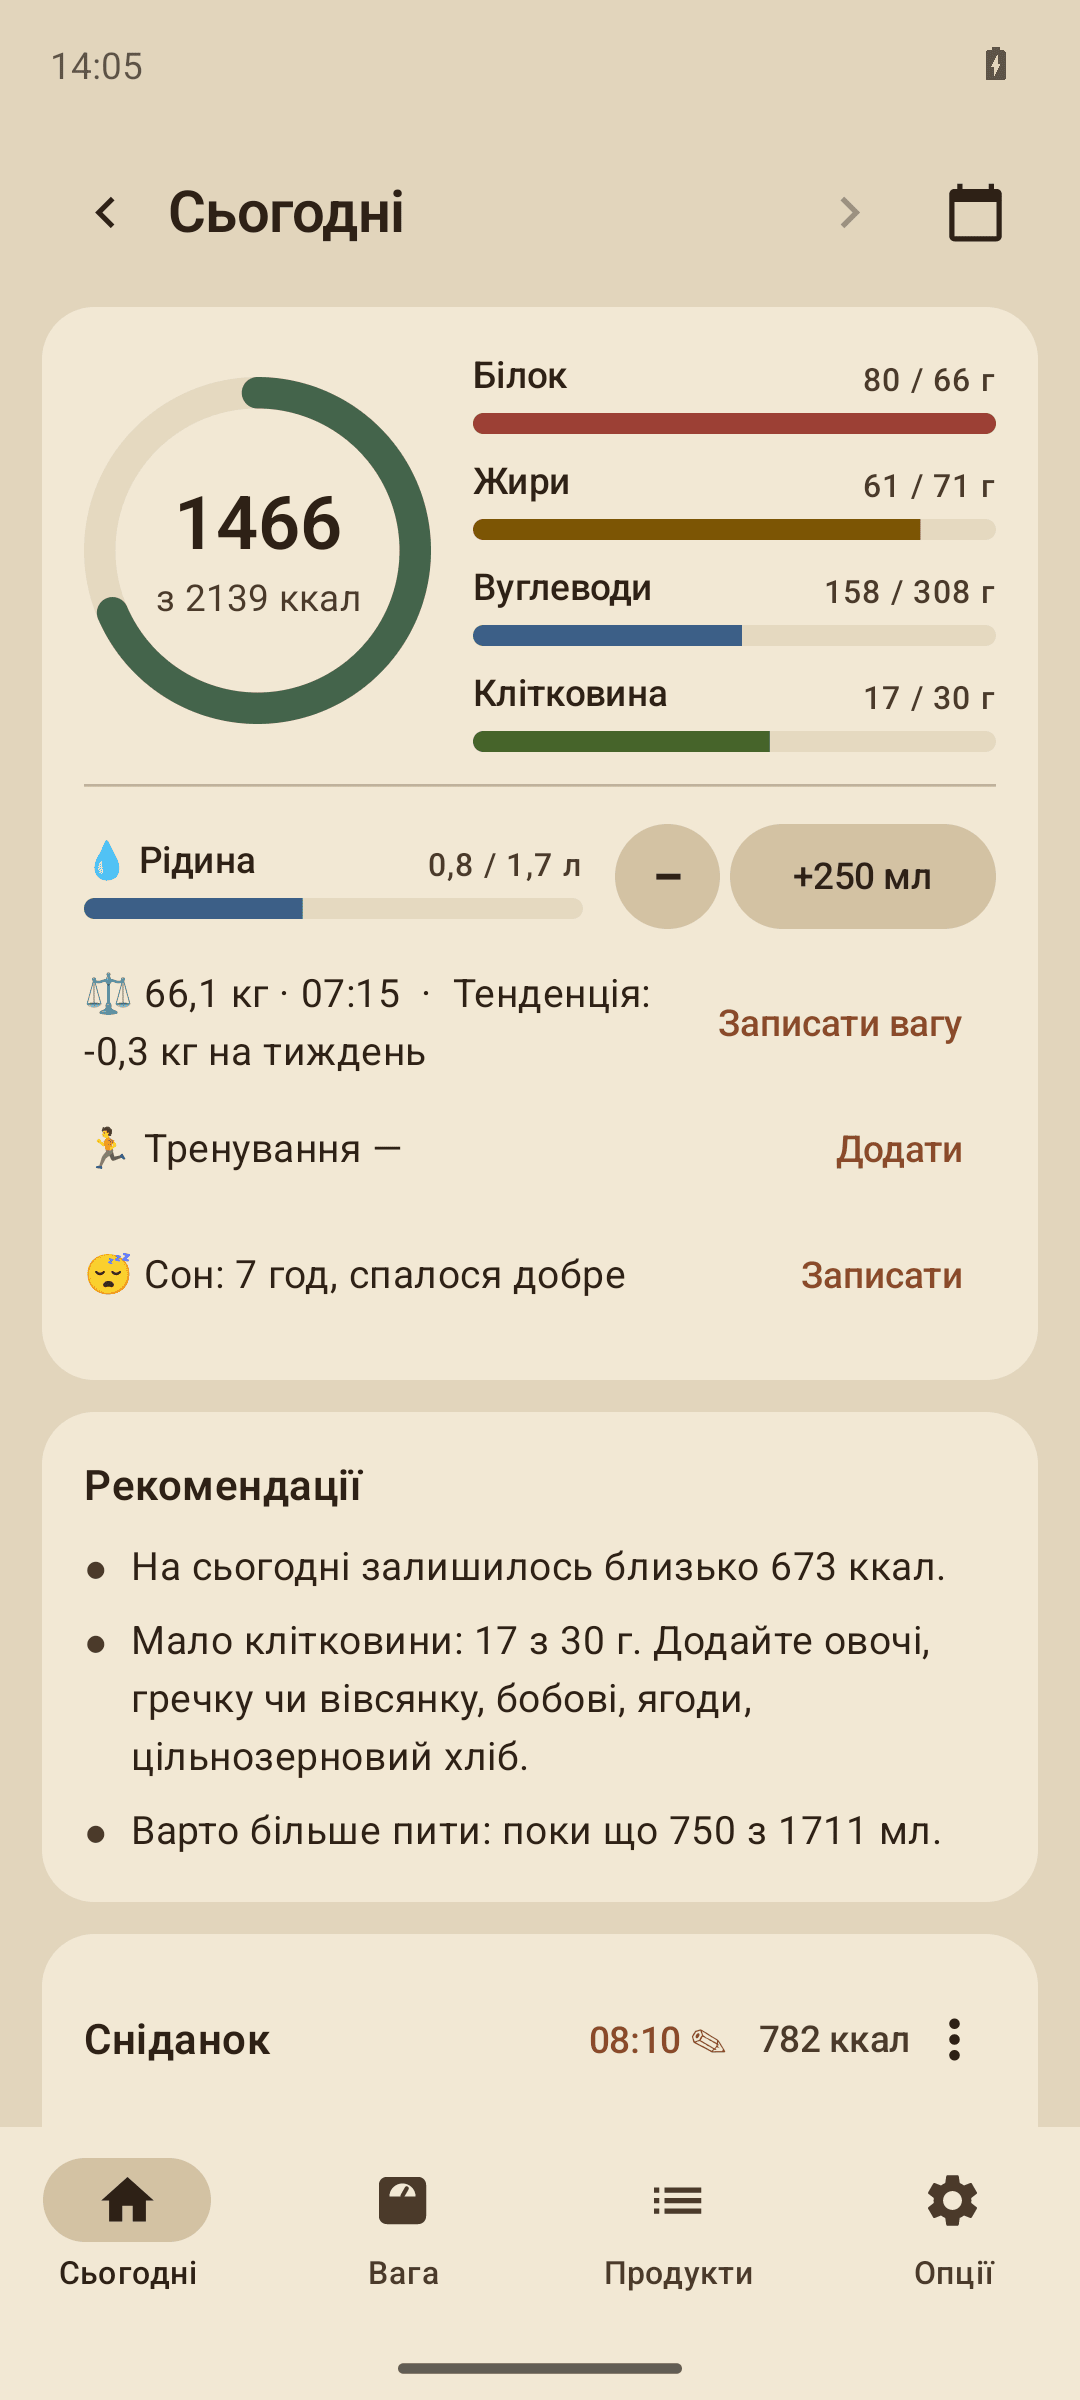 14:05
Сьогодні
1466
з 2139 ккал
Білок 80 / 66 г
Жири 61 / 71 г
Вуглеводи 158 / 308 г
Клітковина 17 / 30 г
💧 Рідина 0,8 / 1,7 л − +250 мл
⚖️ 66,1 кг · 07:15 · Тенденція:
-0,3 кг на тиждень
Записати вагу
🏃 Тренування — Додати
😴 Сон: 7 год, спалося добре Записати
Рекомендації
● На сьогодні залишилось близько 673 ккал.
● Мало клітковини: 17 з 30 г. Додайте овочі,
гречку чи вівсянку, бобові, ягоди,
цільнозерновий хліб.
● Варто більше пити: поки що 750 з 1711 мл.
Сніданок 08:10 ✎ 782 ккал
Сьогодні Вага Продукти Опції